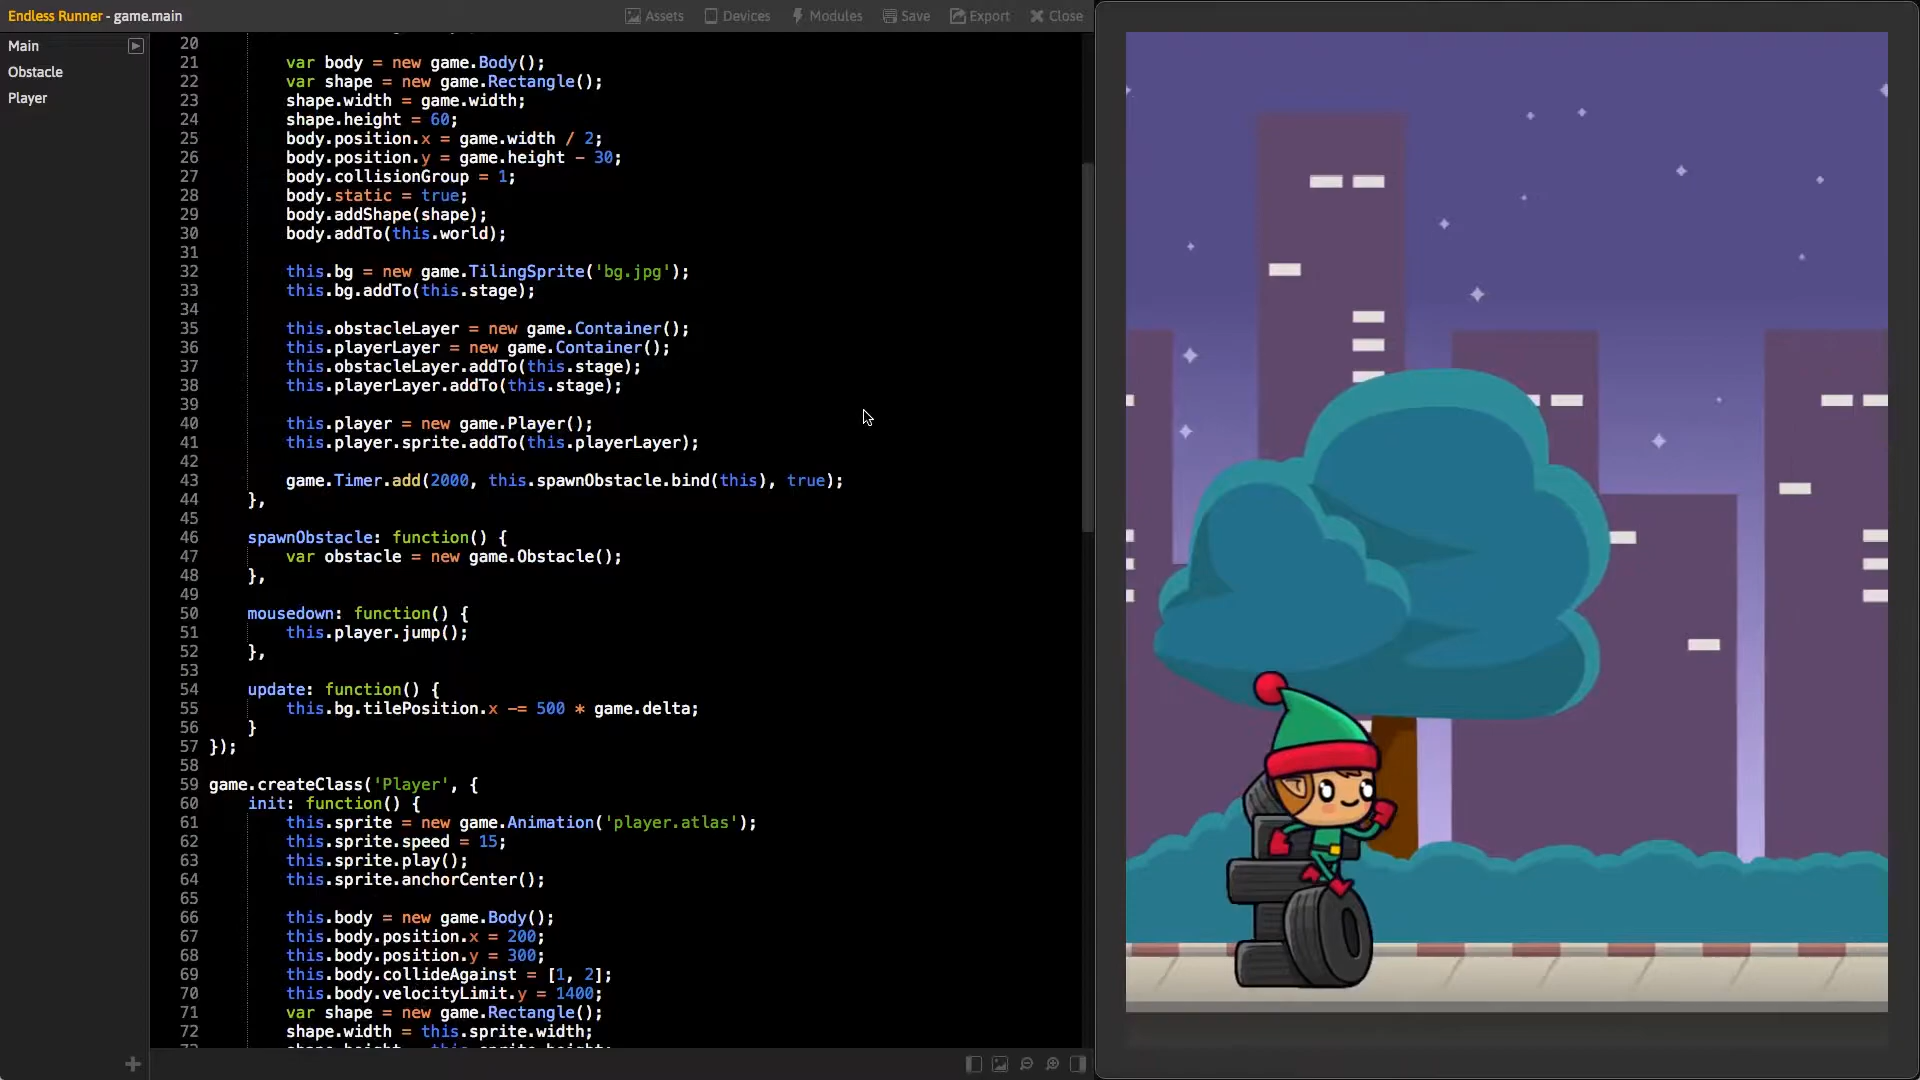 Endless Runner - game.main
Assets
Devices
Modules
Save
Export
Close
Main
Obstacle
Player
20
21 var body = new game.Body();
22 var shape = new game.Rectangle();
23 shape.width = game.width;
24 shape.height = 60;
25 body.position.x = game.width / 2;
26 body.position.y = game.height - 30;
27 body.collisionGroup = 1;
28 body.static = true;
29 body.addShape(shape);
30 body.addTo(this.world);
31
32 this.bg = new game.TilingSprite('bg.jpg');
33 this.bg.addTo(this.stage);
34
35 this.obstacleLayer = new game.Container();
36 this.playerLayer = new game.Container();
37 this.obstacleLayer.addTo(this.stage);
38 this.playerLayer.addTo(this.stage);
39
40 this.player = new game.Player();
41 this.player.sprite.addTo(this.playerLayer);
42
43 game.Timer.add(2000, this.spawnObstacle.bind(this), true);
44 },
45
46 spawnObstacle: function() {
47 var obstacle = new game.Obstacle();
48 },
49
50 mousedown: function() {
51 this.player.jump();
52 },
53
54 update: function() {
55 this.bg.tilePosition.x -= 500 * game.delta;
56 }
57 });
58
59 game.createClass('Player', {
60 init: function() {
61 this.sprite = new game.Animation('player.atlas');
62 this.sprite.speed = 15;
63 this.sprite.play();
64 this.sprite.anchorCenter();
65
66 this.body = new game.Body();
67 this.body.position.x = 200;
68 this.body.position.y = 300;
69 this.body.collideAgainst = [1, 2];
70 this.body.velocityLimit.y = 1400;
71 var shape = new game.Rectangle();
72 shape.width = this.sprite.width;